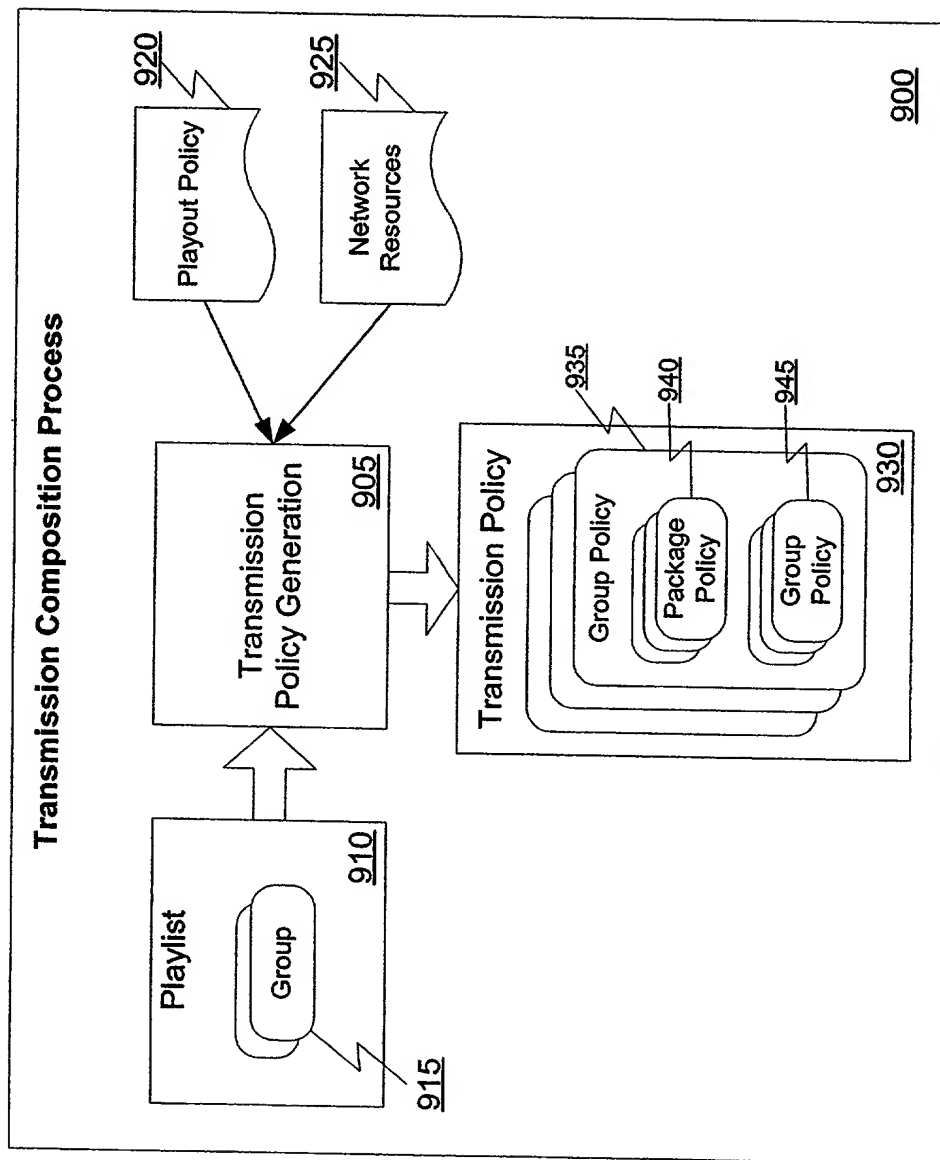 Transmission Composition Process
Playlist
Group
910
915
Transmission
Policy Generation
905
Playout Policy
920
Network
Resources
925
Transmission Policy
Group Policy
935
Package
Policy
940
Group
Policy
945
930
900